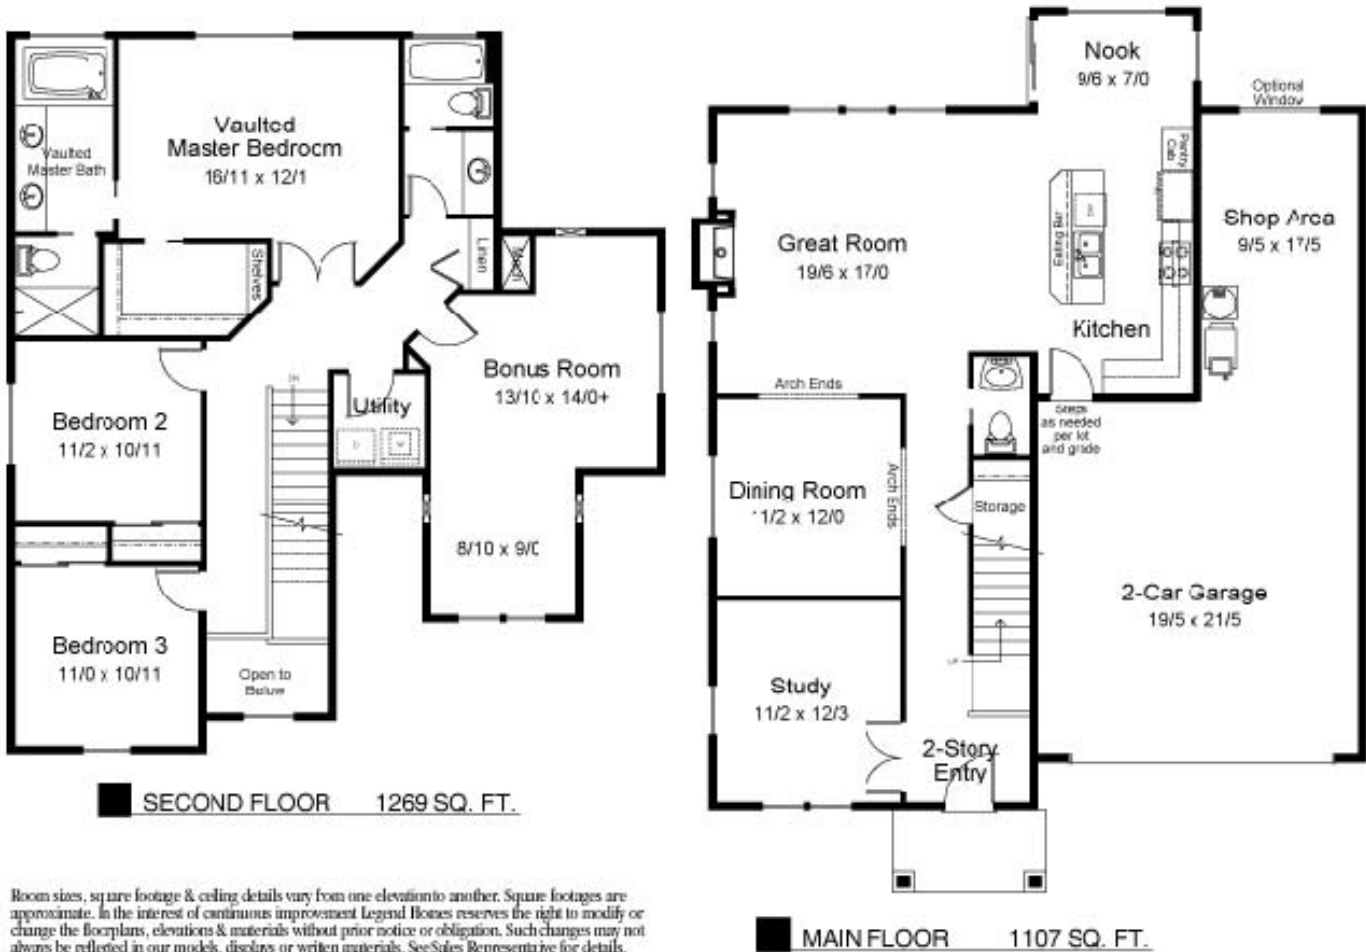 Vaulted
Master Bedroom
16/11 x 12/1
Vaulted
Master Bath
Shelves
Linen
Mech
Bonus Room
13/10 x 14/0+
8/10 x 9/0
Utility
D
W
DN
Bedroom 2
11/2 x 10/11
Bedroom 3
11/0 x 10/11
Open to
Below
SECOND FLOOR 1269 SQ. FT.
Nook
9/6 x 7/0
Optional
Window
Pantry
Cab
Shop Area
9/5 x 17/5
Eating Bar
Great Room
19/6 x 17/0
Kitchen
Arch Ends
Steps
as needed
per lot
and grade
Dining Room
11/2 x 12/0
Arch Ends
Storage
2-Car Garage
19/5 x 21/5
UP
Study
11/2 x 12/3
2-Story
Entry
MAIN FLOOR 1107 SQ. FT.
Room sizes, square footage & ceiling details vary from one elevation to another. Square footages are
approximate. In the interest of continuous improvement Legend Homes reserves the right to modify or
change the floorplans, elevations & materials without prior notice or obligation. Such changes may not
always be reflected in our models, displays or written materials. See Sales Representative for details.